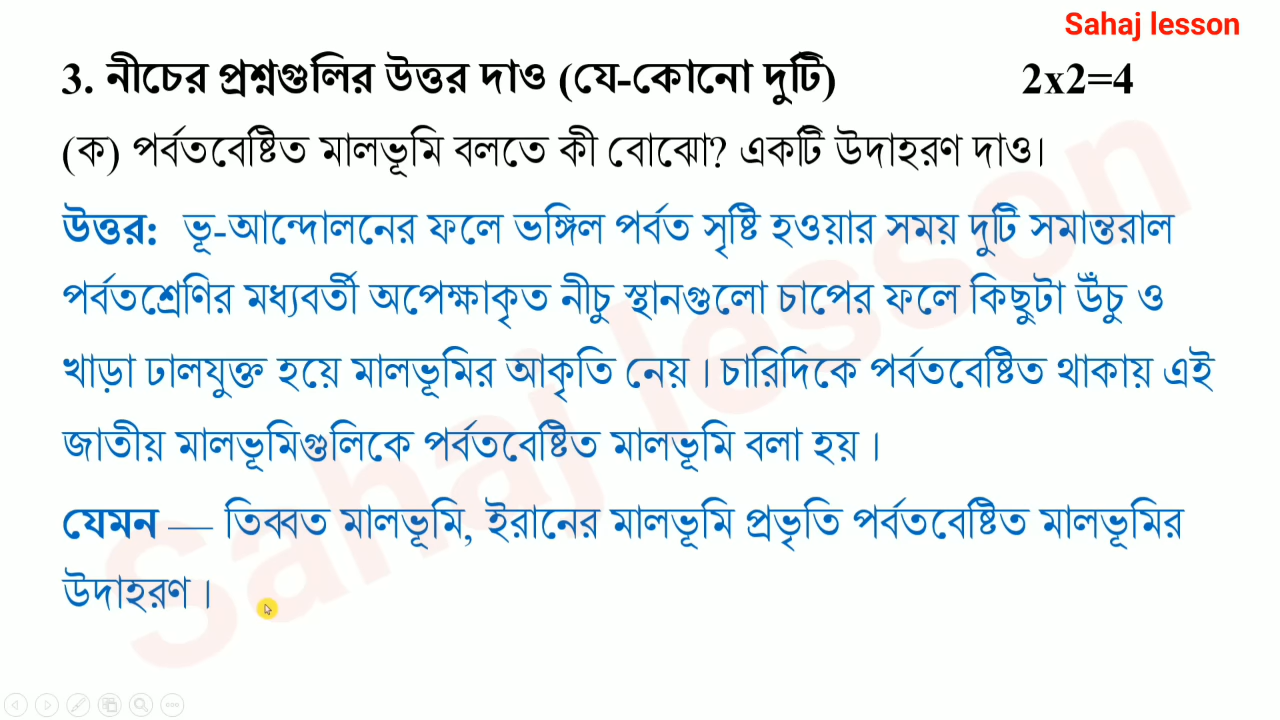 Sahaj lesson
3. নীচের প্রশ্নগুলির উত্তর দাও (যে-কোনো দুটি) 2x2=4
(ক) পর্বতবেষ্টিত মালভূমি বলতে কী বোঝো? একটি উদাহরণ দাও।
উত্তর: ভূ-আন্দোলনের ফলে ভঙ্গিল পর্বত সৃষ্টি হওয়ার সময় দুটি সমান্তরাল
পর্বতশ্রেণির মধ্যবর্তী অপেক্ষাকৃত নীচু স্থানগুলো চাপের ফলে কিছুটা উঁচু ও
খাড়া ঢালযুক্ত হয়ে মালভূমির আকৃতি নেয়। চারিদিকে পর্বতবেষ্টিত থাকায় এই
জাতীয় মালভূমিগুলিকে পর্বতবেষ্টিত মালভূমি বলা হয়।
যেমন — তিব্বত মালভূমি, ইরানের মালভূমি প্রভৃতি পর্বতবেষ্টিত মালভূমির
উদাহরণ।
Sahaj lesson